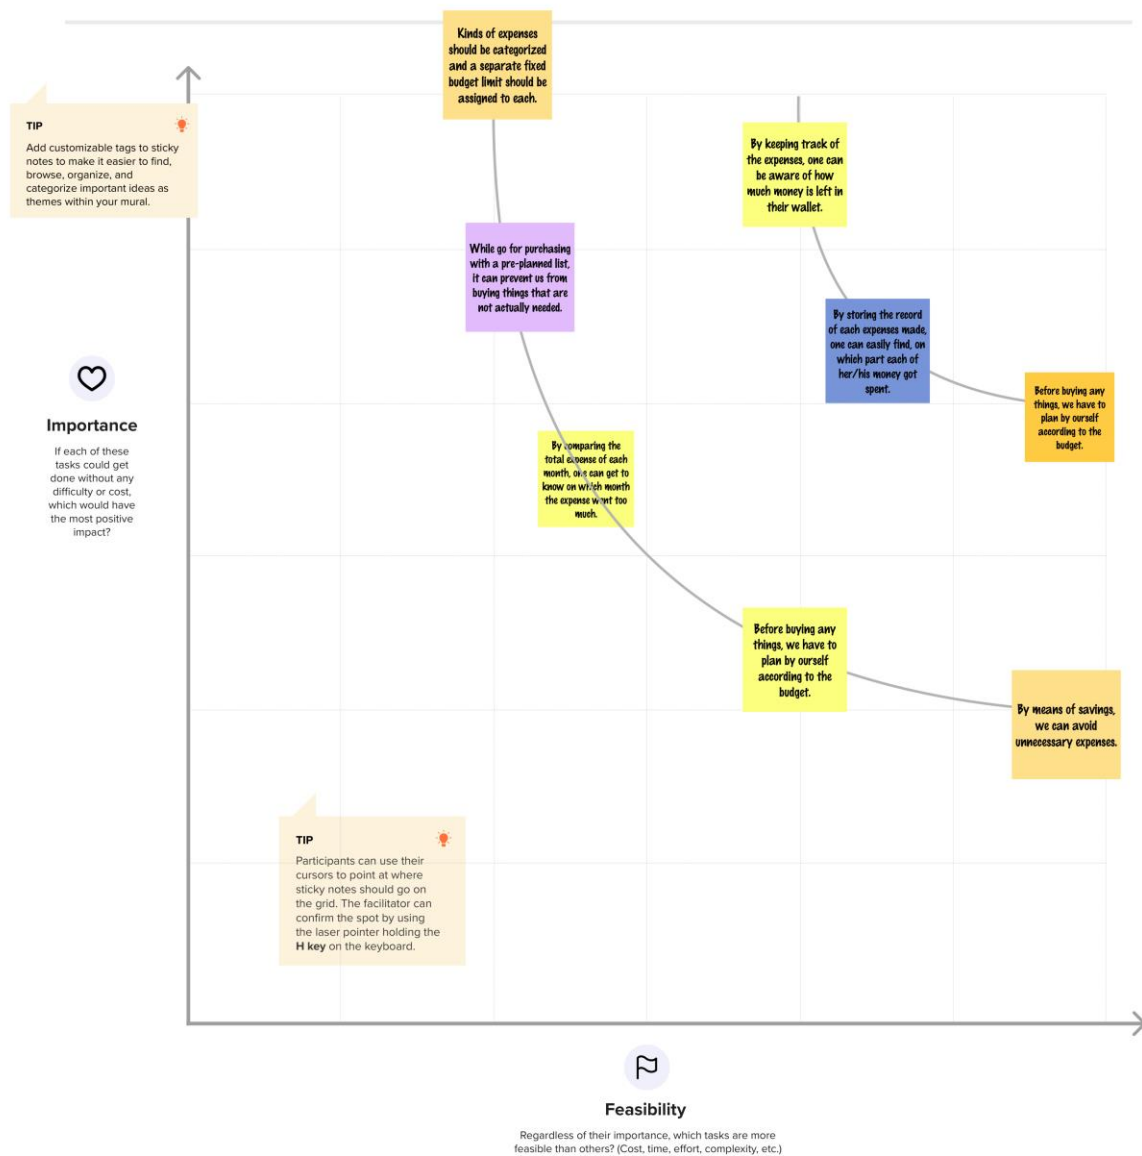 Kinds of expenses
should be categorized
and a separate fixed
budget limit should be
assigned to each.
TIP
Add customizable tags to sticky
notes to make it easier to find,
browse, organize, and
categorize important ideas as
themes within your mural.
By keeping track of
the expenses, one can
be aware of how
much money is left in
their wallet.
While go for purchasing
with a pre-planned list,
it can prevent us from
buying things that are
not actually needed.
By storing the record
of each expenses made,
one can easily find, on
which part each of
her/his money got
spent.
Before buying any
things, we have to
plan by ourself
according to the
budget.
Importance
If each of these
tasks could get
done without any
difficulty or cost,
which would have
the most positive
impact?
By comparing the
total expense of each
month, one can get to
know on which month
the expense went too
much.
Before buying any
things, we have to
plan by ourself
according to the
budget.
By means of savings,
we can avoid
unnecessary expenses.
TIP
Participants can use their
cursors to point at where
sticky notes should go on
the grid. The facilitator can
confirm the spot by using
the laser pointer holding the
H key on the keyboard.
Feasibility
Regardless of their importance, which tasks are more
feasible than others? (Cost, time, effort, complexity, etc.)